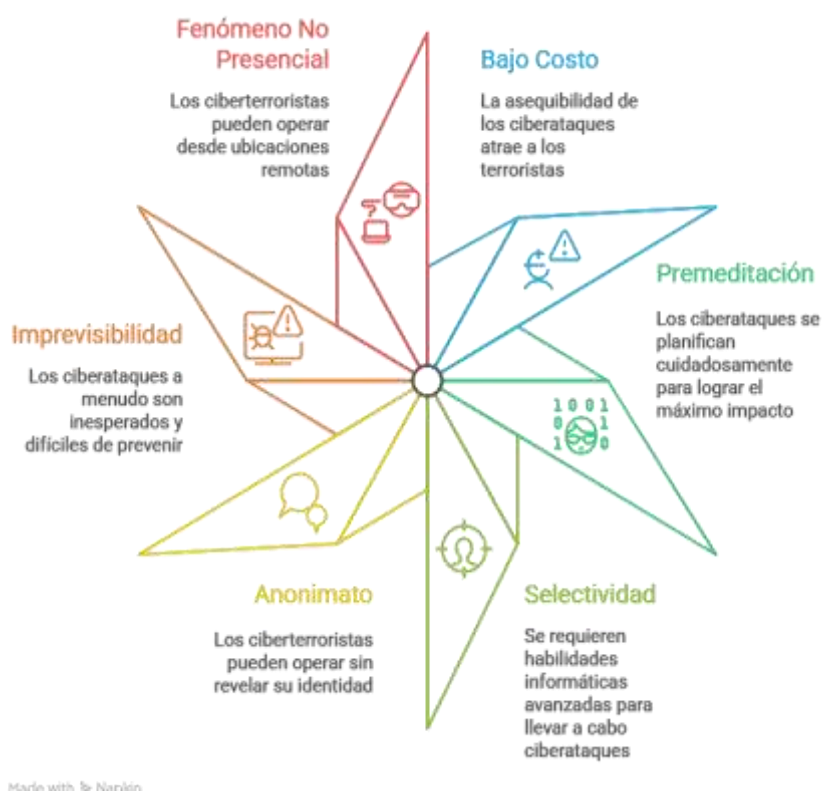 Fenómeno No
Presencial
Los ciberterroristas
pueden operar
desde ubicaciones
remotas
Bajo Costo
La asequibilidad de
los ciberataques
atrae a los
terroristas
Premeditación
Los ciberataques se
planifican
cuidadosamente
para lograr el
máximo impacto
1 0 0 1
0 1
1 0
Imprevisibilidad
Los ciberataques a
menudo son
inesperados y
difíciles de prevenir
Anonimato
Los ciberterroristas
pueden operar sin
revelar su identidad
Selectividad
Se requieren
habilidades
informáticas
avanzadas para
llevar a cabo
ciberataques
Made with Napkin